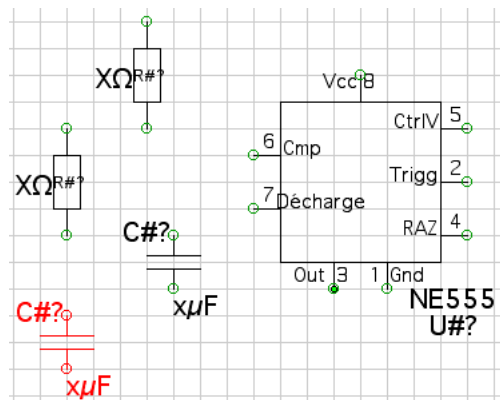 XΩ R#?
Vcc 8
CtrlV 5
6 Cmp
Trigg 2
XΩ R#?
7 Décharge
RAZ 4
C#?
Out 3 1 Gnd
xµF
NE555
U#?
C#?
xµF